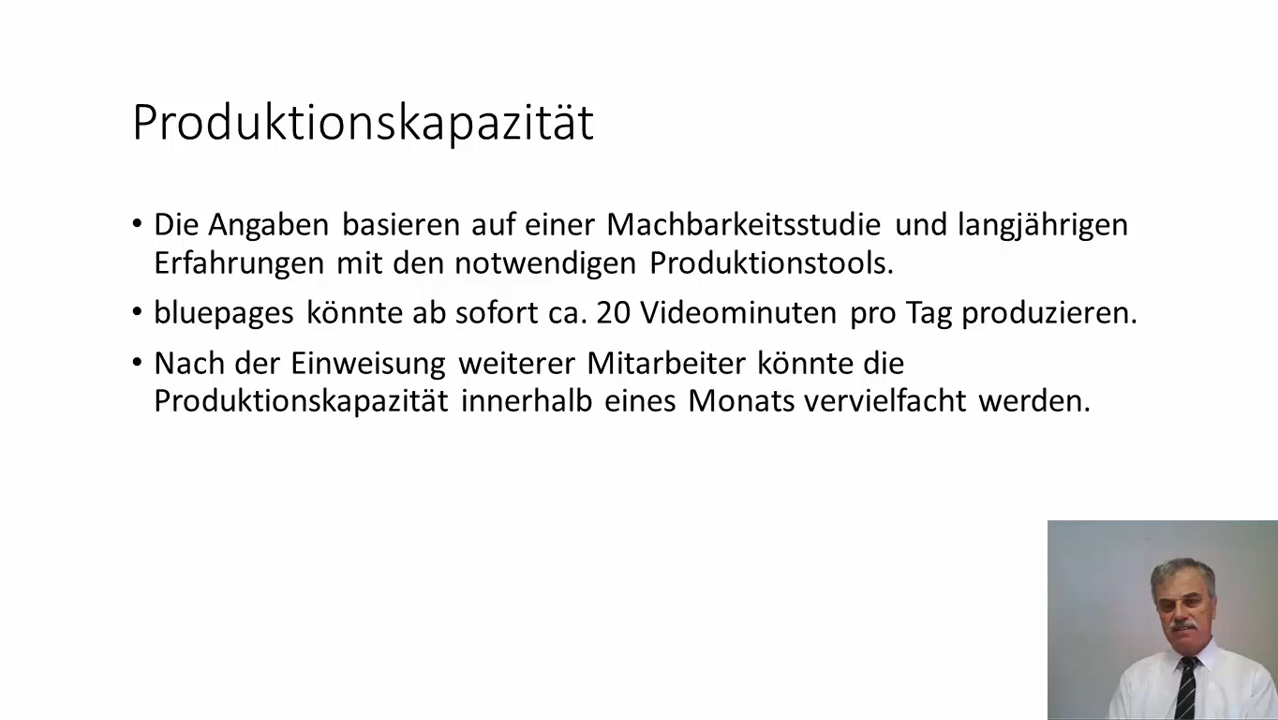 Produktionskapazität
• Die Angaben basieren auf einer Machbarkeitsstudie und langjährigen
Erfahrungen mit den notwendigen Produktionstools.
• bluepages könnte ab sofort ca. 20 Videominuten pro Tag produzieren.
• Nach der Einweisung weiterer Mitarbeiter könnte die
Produktionskapazität innerhalb eines Monats vervielfacht werden.